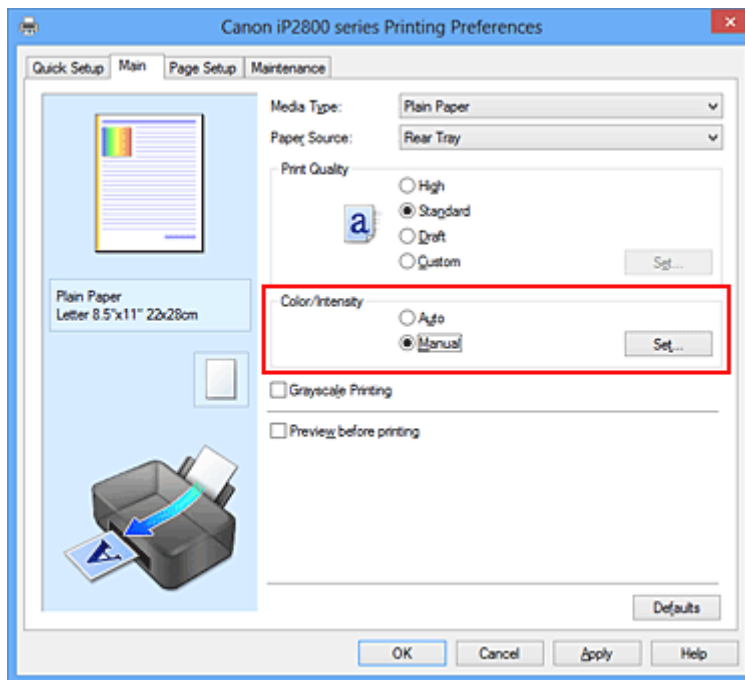 Canon iP2800 series Printing Preferences
Quick Setup Main Page Setup Maintenance
Media Type: Plain Paper
Paper Source: Rear Tray
Print Quality
High
a Standard
Draft
Custom Set...
Plain Paper
Letter 8.5"x11" 22x28cm
Color/Intensity
Auto
Manual Set...
Grayscale Printing
Preview before printing
A
Defaults
OK Cancel Apply Help